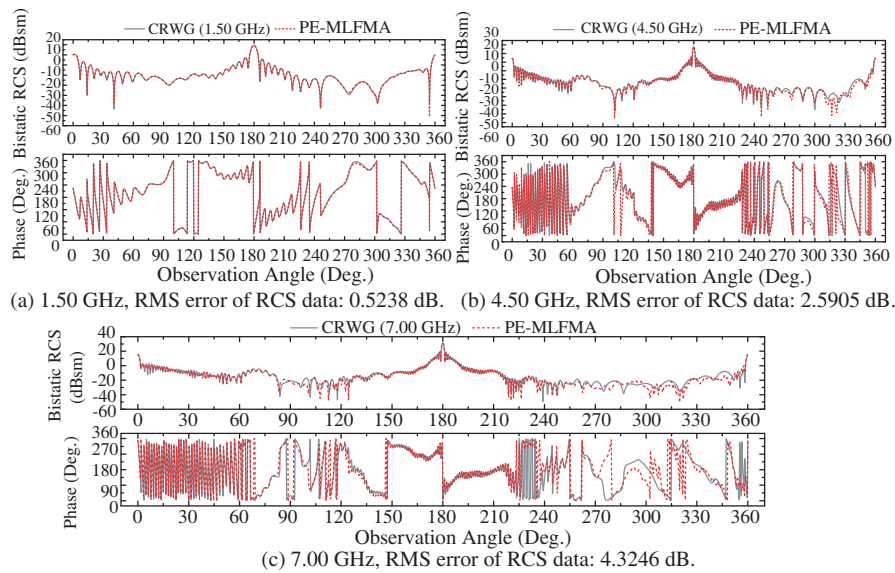 CRWG (1.50 GHz) PE-MLFMA
Bistatic RCS (dBsm)
20
10
0
-10
-20
-30
-40
-50
-60
0 30 60 90 120 150 180 210 240 270 300 330 360
Phase (Deg.)
360
300
240
180
120
60
0
0 30 60 90 120 150 180 210 240 270 300 330 360
Observation Angle (Deg.)
(a) 1.50 GHz, RMS error of RCS data: 0.5238 dB.
CRWG (4.50 GHz) PE-MLFMA
Bistatic RCS (dBsm)
20
10
0
-10
-20
-30
-40
-60
0 30 60 90 120 150 180 210 240 270 300 330 360
Phase (Deg.)
360
300
240
180
120
60
0
0 30 60 90 120 150 180 210 240 270 300 330 360
Observation Angle (Deg.)
(b) 4.50 GHz, RMS error of RCS data: 2.5905 dB.
CRWG (7.00 GHz) PE-MLFMA
Bistatic RCS
(dBsm)
40
20
0
-20
-40
-60
0 30 60 90 120 150 180 210 240 270 300 330 360
Phase (Deg.)
360
270
180
90
0
0 30 60 90 120 150 180 210 240 270 300 330 360
Observation Angle (Deg.)
(c) 7.00 GHz, RMS error of RCS data: 4.3246 dB.